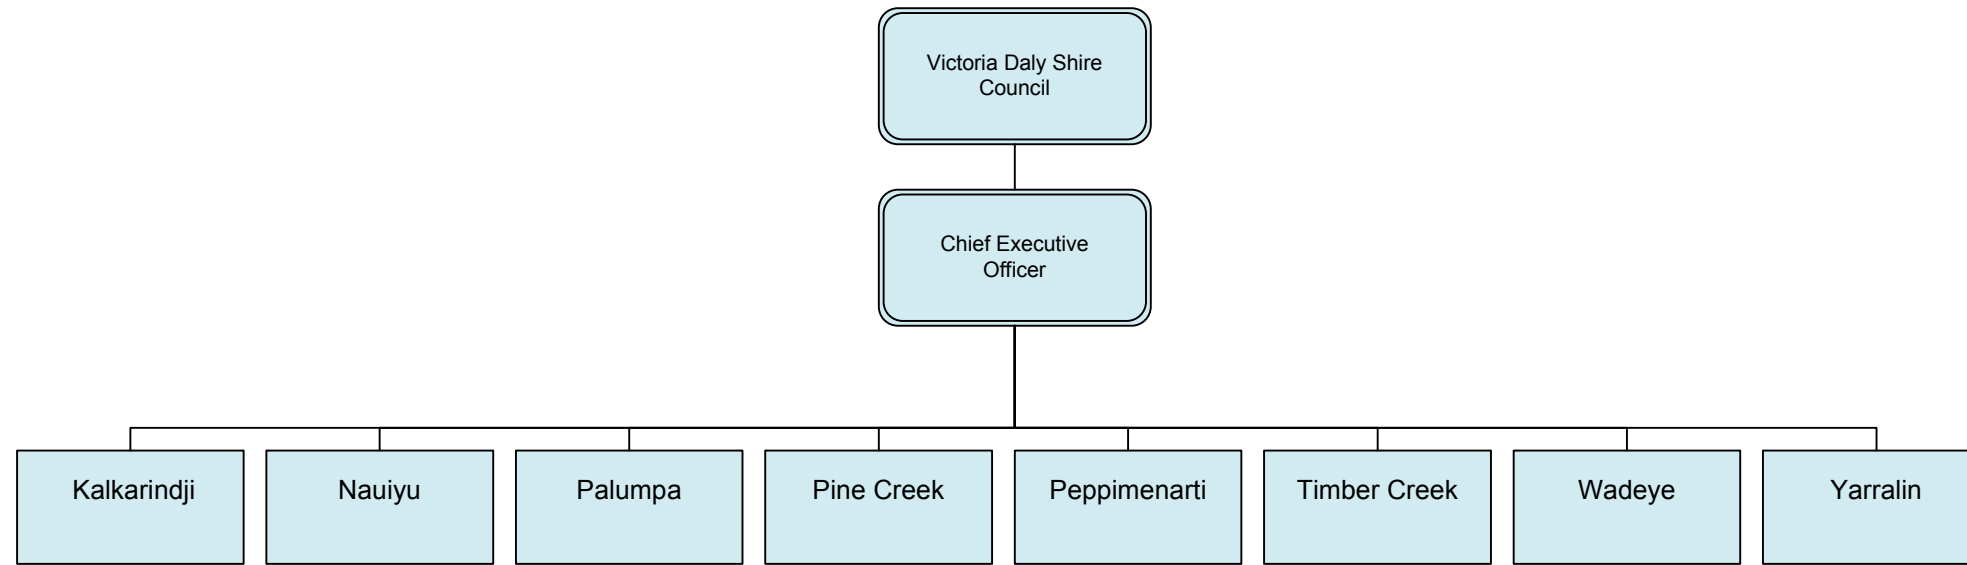 Victoria Daly Shire
Council
Chief Executive
Officer
Kalkarindji
Nauiyu
Palumpa
Pine Creek
Peppimenarti
Timber Creek
Wadeye
Yarralin